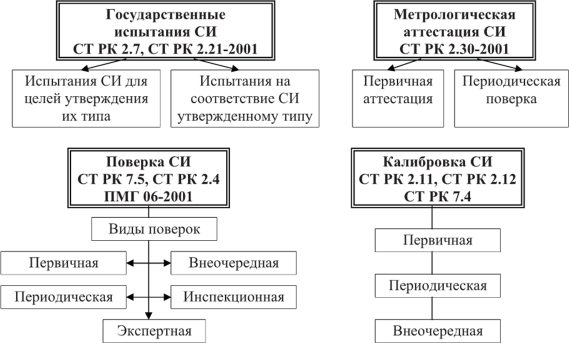 Государственные
испытания СИ
СТ РК 2.7, СТ РК 2.21-2001
Испытания СИ для
целей утверждения
их типа
Испытания на
соответствие СИ
утвержденному типу
Метрологическая
аттестация СИ
СТ РК 2.30-2001
Первичная
аттестация
Периодическая
поверка
Поверка СИ
СТ РК 7.5, СТ РК 2.4
ПМГ 06-2001
Виды поверок
Первичная
Внеочередная
Периодическая
Инспекционная
Экспертная
Калибровка СИ
СТ РК 2.11, СТ РК 2.12
СТ РК 7.4
Первичная
Периодическая
Внеочередная